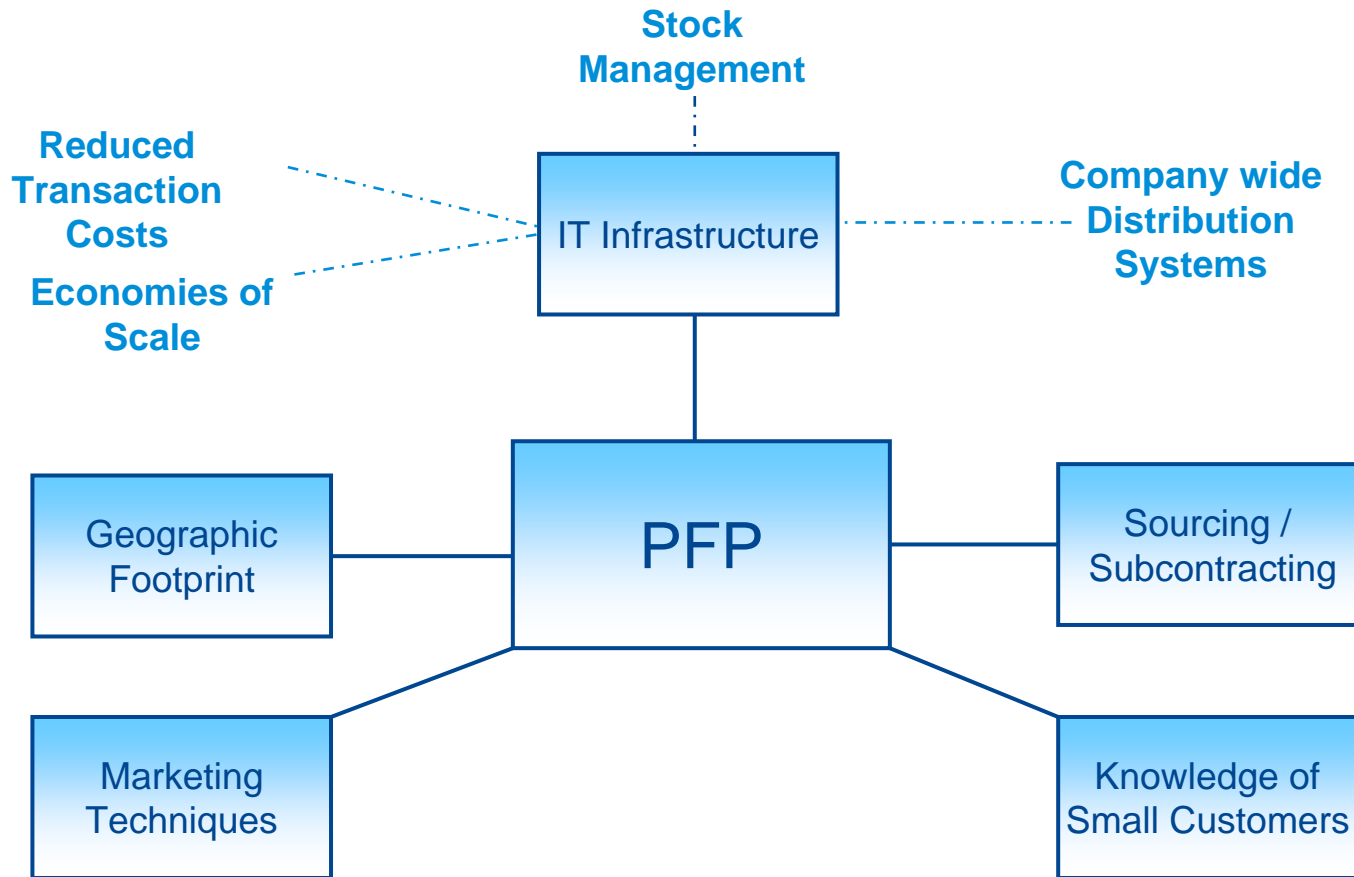 Stock
Management
Reduced
Transaction
Costs
Economies of
Scale
IT Infrastructure
Company wide
Distribution
Systems
Geographic
Footprint
PFP
Sourcing /
Subcontracting
Marketing
Techniques
Knowledge of
Small Customers